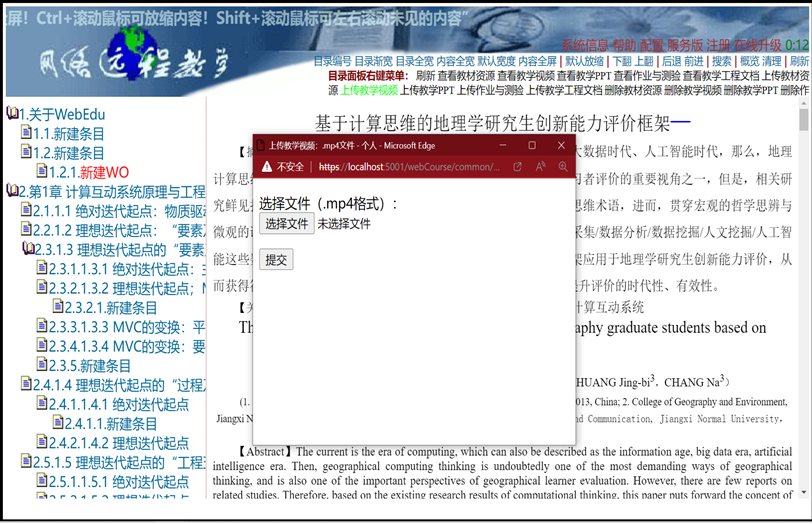 屏！Ctrl+滚动鼠标可放缩内容！Shift+滚动鼠标可左右滚动未见的内容"
网络远程教学
系统信息 帮助 配置 服务版 注册 在线升级 0:12
目录编号 目录渐宽 目录全宽 内容全宽 默认宽度 内容全屏 | 默认放缩 | 下翻 上翻 | 后退 前进 | 搜索 | 概览 清理 | 刷新
目录面板右键菜单： 刷新 查看教材资源 查看教学视频 查看教学PPT 查看作业与测验 查看教学工程文档 上传教材资
源 上传教学视频 上传教学PPT 上传作业与测验 上传教学工程文档 删除教材资源 删除教学视频 删除教学PPT 删除作
1.关于WebEdu
1.1.新建条目
1.2.新建条目
1.2.1.新建WO
2.第1章 计算互动系统原理与工程
2.1.1.1 绝对迭代起点：物质驱
2.2.1.2 理想迭代起点："要素
2.3.1.3 理想迭代起点的"要素
2.3.1.1.3.1 绝对迭代起点：
2.3.2.1.3.2 理想迭代起点；M
2.3.2.1.新建条目
2.3.3.1.3.3 MVC的变换：平
2.3.4.1.3.4 MVC的变换：要
2.3.5.新建条目
2.4.1.4 理想迭代起点的"过程
2.4.1.1.4.1 绝对迭代起点
2.4.1.1.新建条目
2.4.2.1.4.2 理想迭代起点
2.5.1.5 理想迭代起点的"工程
2.5.1.1.5.1 绝对迭代起点
2.5.2.1.5.2 理想迭代起点
基于计算思维的地理学研究生创新能力评价框架
【
大数据时代、人工智能时代，那么，地理
计算思
习者评价的重要视角之一，但是，相关研
究鲜见
思维术语，进而，贯穿宏观的哲学思辨与
微观的
采集/数据分析/数据挖掘/人文挖掘/人工智
能这些
架应用于地理学研究生创新能力评价，从
而获得
提升评价的时代性、有效性。
【关
计算互动系统
Th
aphy graduate students based on
HUANG Jing-bi³．CHANG Na³）
(1.
013, China; 2. College of Geography and Environment,
Jiangxi N
nd Communication, Jiangxi Normal University，
【Abstract】The current is the era of computing, which can also be described as the information age, big data era, artificial
intelligence era. Then, geographical computing thinking is undoubtedly one of the most demanding ways of geographical
thinking, and is also one of the important perspectives of geographical learner evaluation. However, there are few reports on
related studies. Therefore, based on the existing research results of computational thinking, this paper puts forward the concept of
上传教学视频：.mp4文件 - 个人 - Microsoft Edge
不安全 | https://localhost:5001/webCourse/common/...
选择文件（.mp4格式）：
选择文件 未选择文件
提交